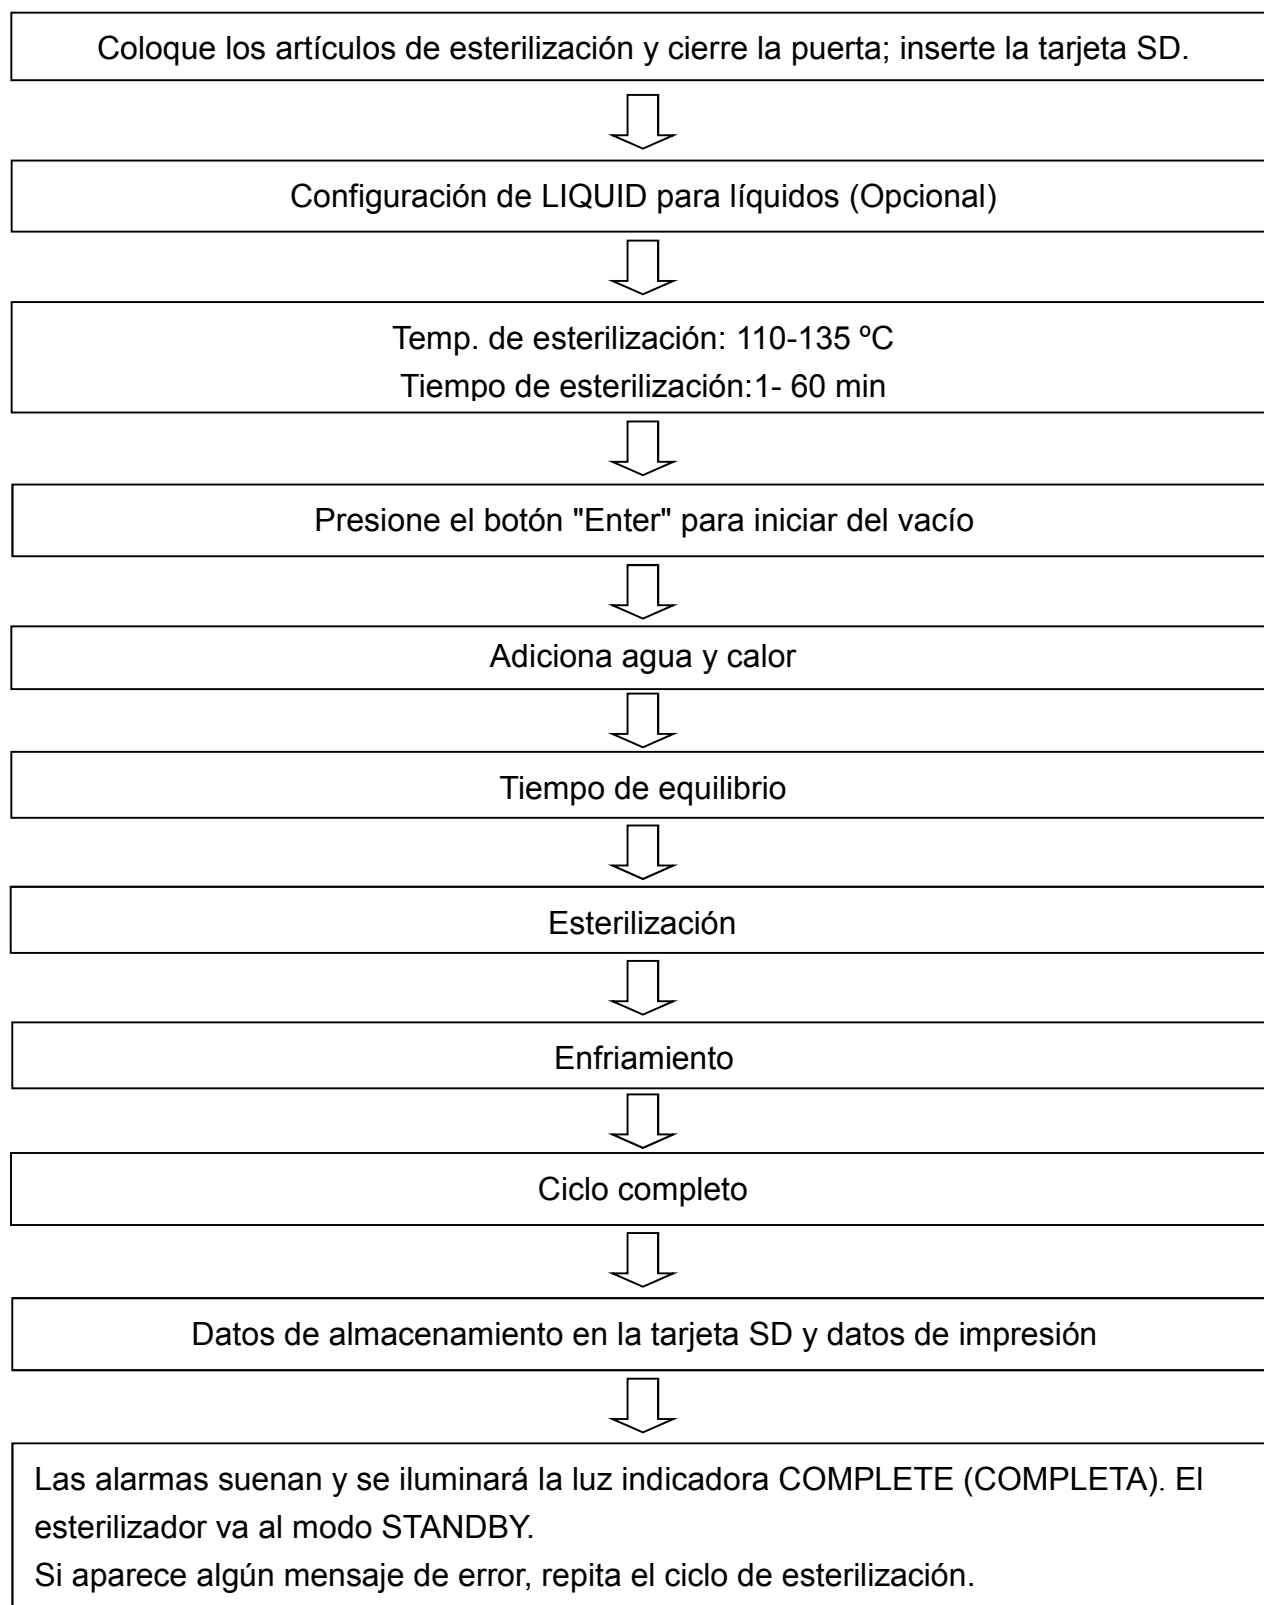 Coloque los artículos de esterilización y cierre la puerta; inserte la tarjeta SD.
Configuración de LIQUID para líquidos (Opcional)
Temp. de esterilización: 110-135 ºC
Tiempo de esterilización:1- 60 min
Presione el botón "Enter" para iniciar del vacío
Adiciona agua y calor
Tiempo de equilibrio
Esterilización
Enfriamiento
Ciclo completo
Datos de almacenamiento en la tarjeta SD y datos de impresión
Las alarmas suenan y se iluminará la luz indicadora COMPLETE (COMPLETA). El
esterilizador va al modo STANDBY.
Si aparece algún mensaje de error, repita el ciclo de esterilización.